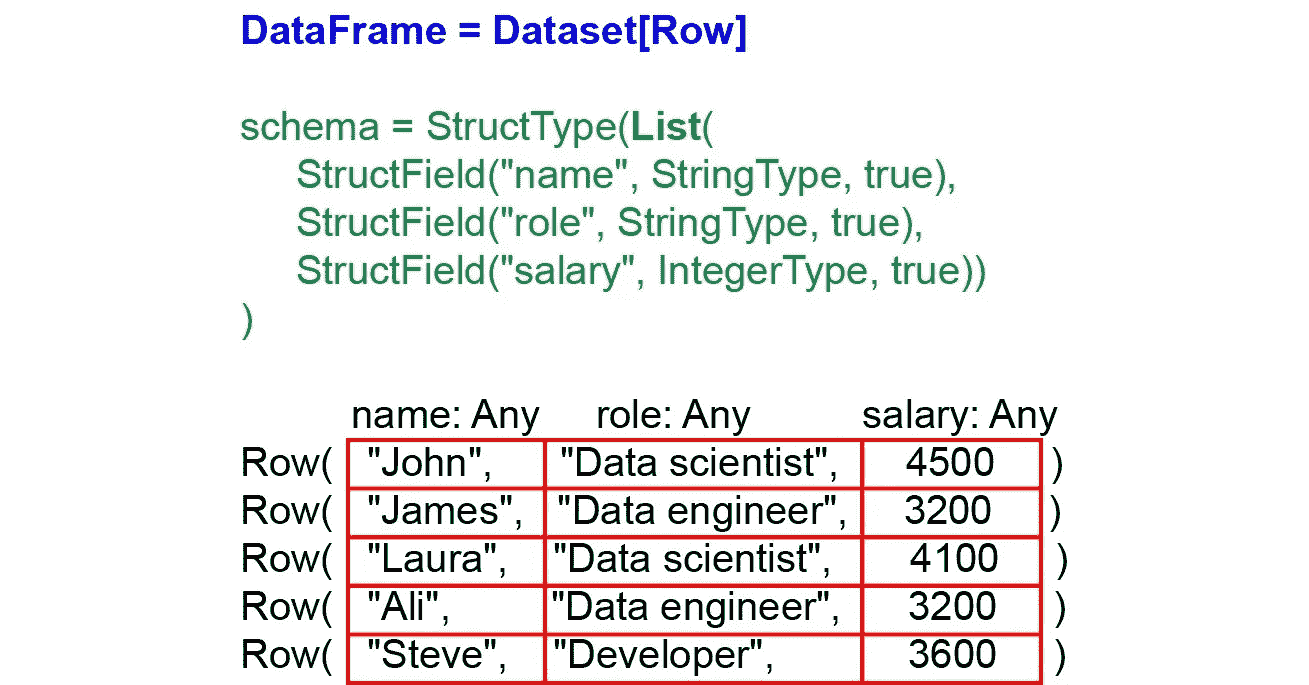 DataFrame = Dataset[Row]
schema = StructType(List(
StructField("name", StringType, true),
StructField("role", StringType, true),
StructField("salary", IntegerType, true))
)
name: Any role: Any salary: Any
Row( "John", "Data scientist", 4500 )
Row( "James", "Data engineer", 3200 )
Row( "Laura", "Data scientist", 4100 )
Row( "Ali", "Data engineer", 3200 )
Row( "Steve", "Developer", 3600 )